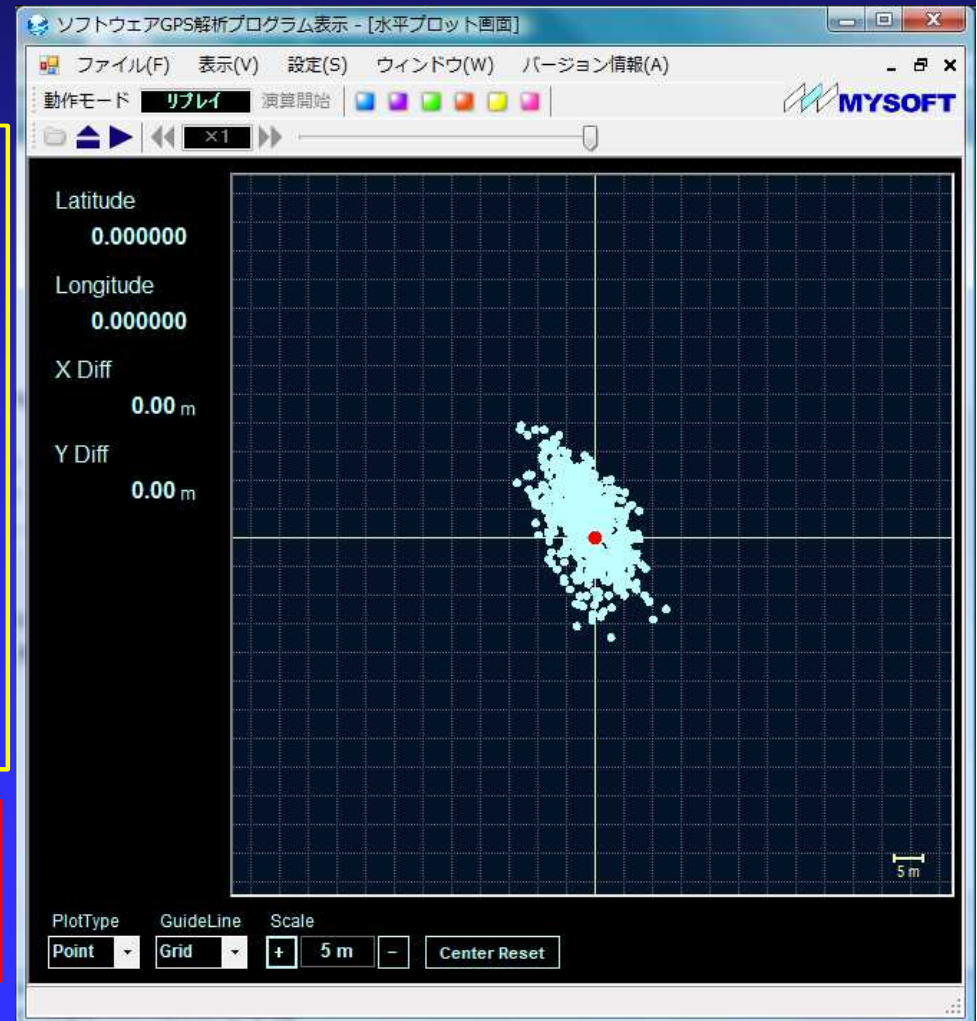 ソフトウェアGPS解析プログラム表示 - [水平プロット画面]
ファイル(F) 表示(V) 設定(S) ウィンドウ(W) バージョン情報(A)
動作モード リプレイ 演算開始
MYSOFT
×1
Latitude
0.000000
Longitude
0.000000
X Diff
0.00 m
Y Diff
0.00 m
5 m
PlotType GuideLine Scale
Point Grid + 5 m - Center Reset